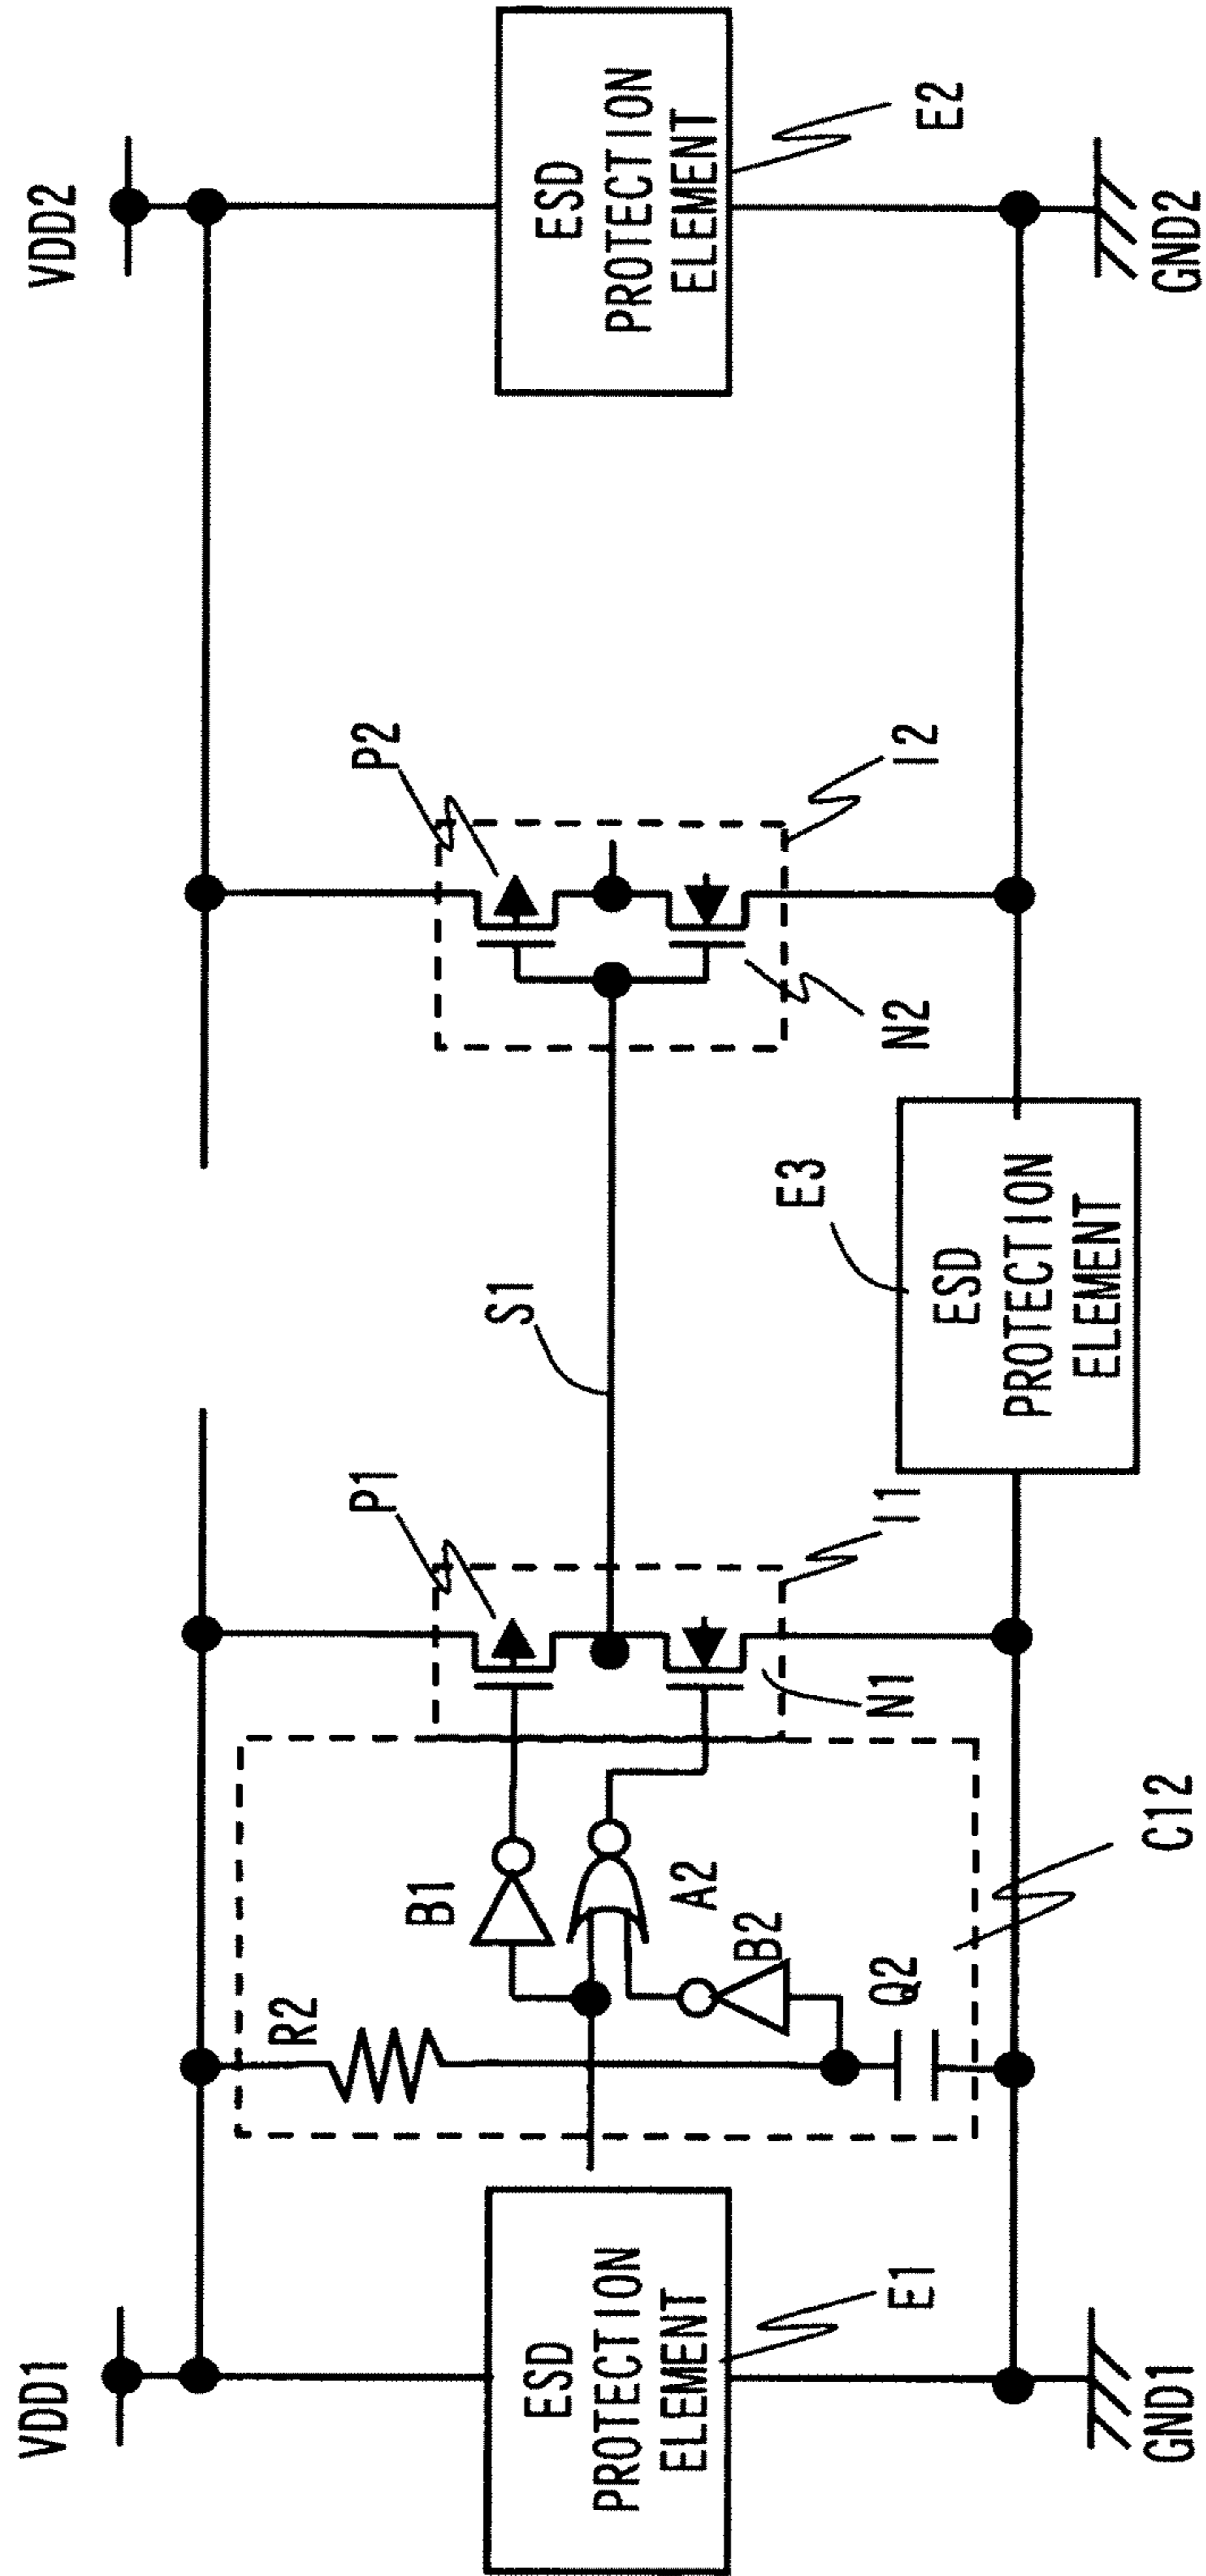 VDD1
VDD2
P1
P2
R2
B1
S1
ESD
PROTECTION
ELEMENT
ESD
PROTECTION
ELEMENT
A2
B2
E3
Q2
N1
I1
N2
I2
E1
E2
ESD
PROTECTION
ELEMENT
C12
GND1
GND2